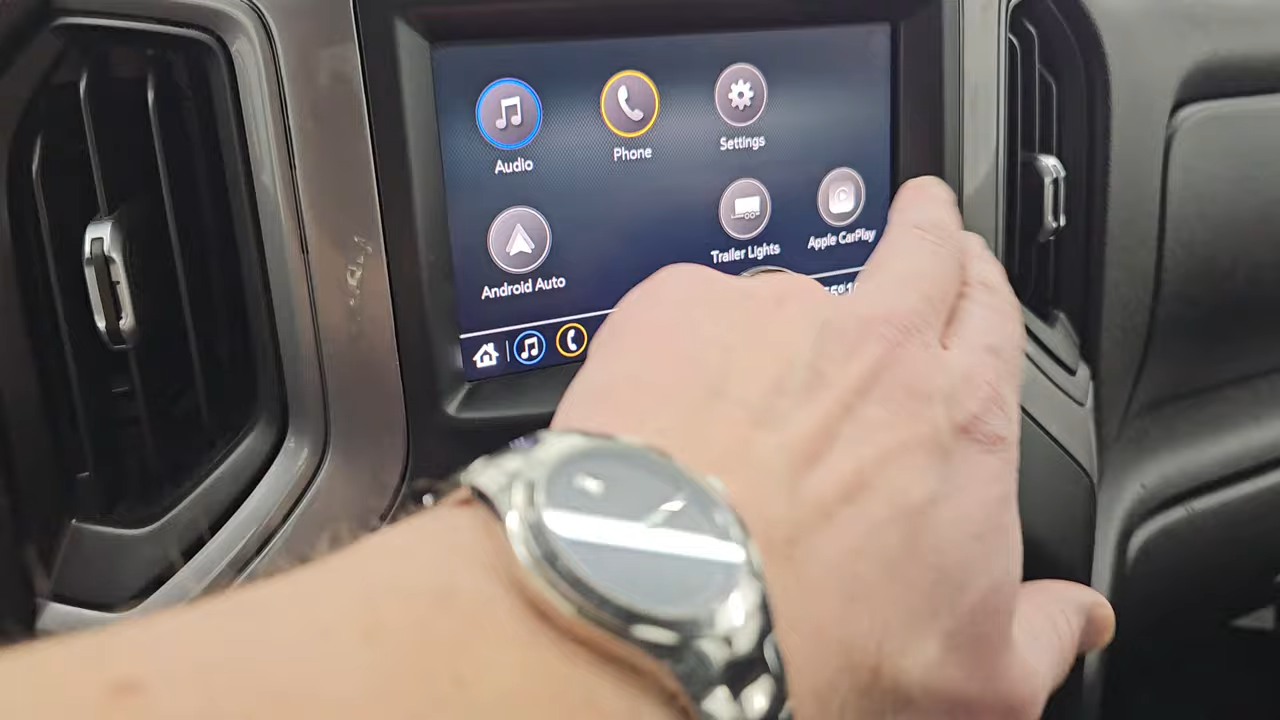 Audio
Phone
Settings
Android Auto
Trailer Lights
Apple CarPlay